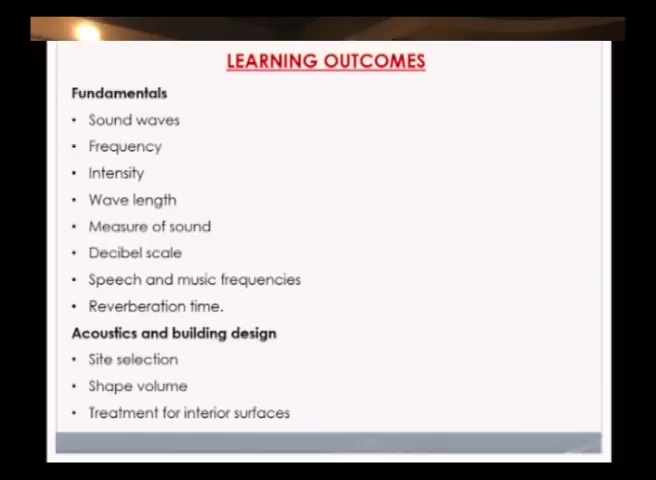 LEARNING OUTCOMES
Fundamentals
• Sound waves
• Frequency
• Intensity
• Wave length
• Measure of sound
• Decibel scale
• Speech and music frequencies
• Reverberation time.
Acoustics and building design
• Site selection
• Shape volume
• Treatment for interior surfaces